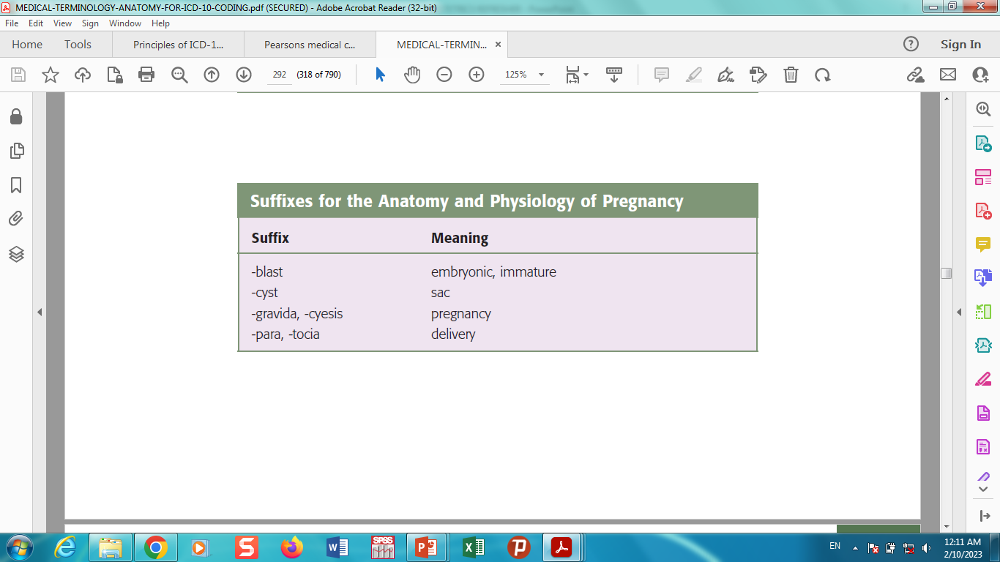 MEDICAL-TERMINOLOGY-ANATOMY-FOR-ICD-10-CODING.pdf (SECURED) - Adobe Acrobat Reader (32-bit)
File Edit View Sign Window Help
Home Tools Principles of ICD-1... Pearsons medical c... MEDICAL-TERMIN... × ? Sign In
292 (318 of 790) 125%
Suffixes for the Anatomy and Physiology of Pregnancy
Suffix Meaning
-blast embryonic, immature
-cyst sac
-gravida, -cyesis pregnancy
-para, -tocia delivery
S W SPSS P X P
EN 12:11 AM
2/10/2023